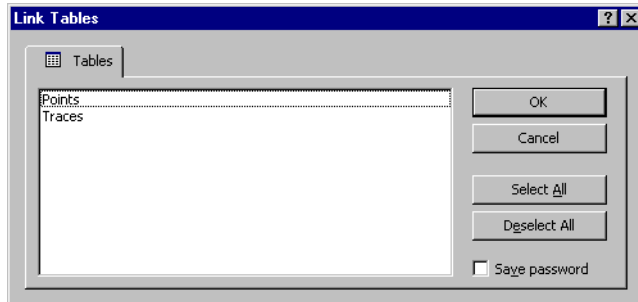 Link Tables
Tables
Points
Traces
OK
Cancel
Select All
Deselect All
Save password